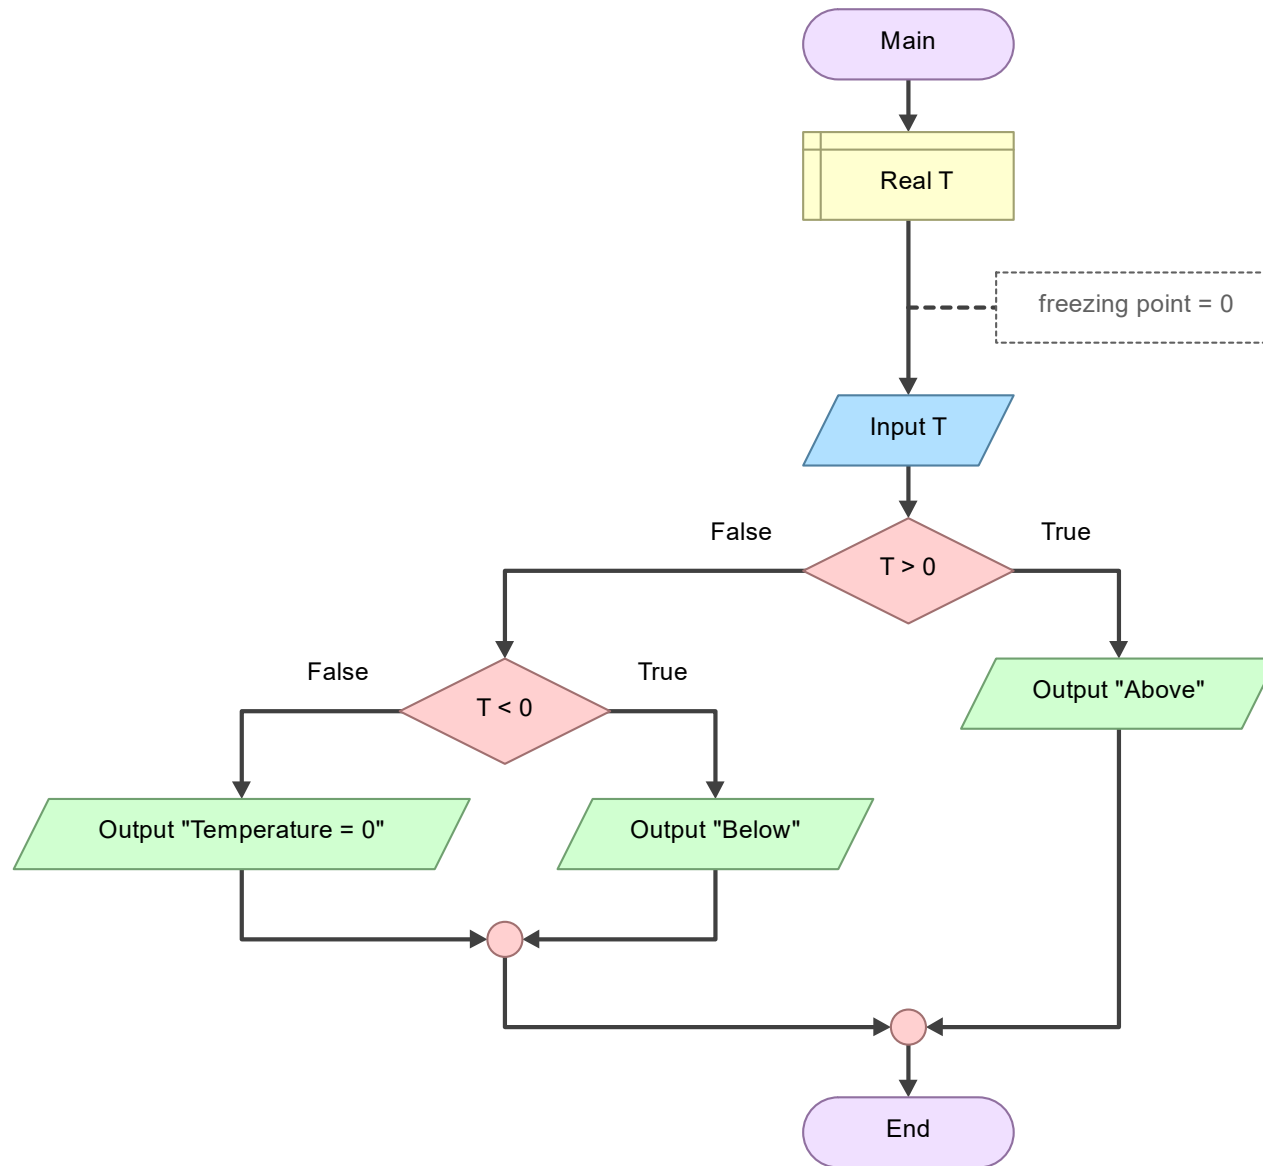 Main
Real T
freezing point = 0
Input T
False
True
T > 0
False
True
T < 0
Output "Above"
Output "Temperature = 0"
Output "Below"
End